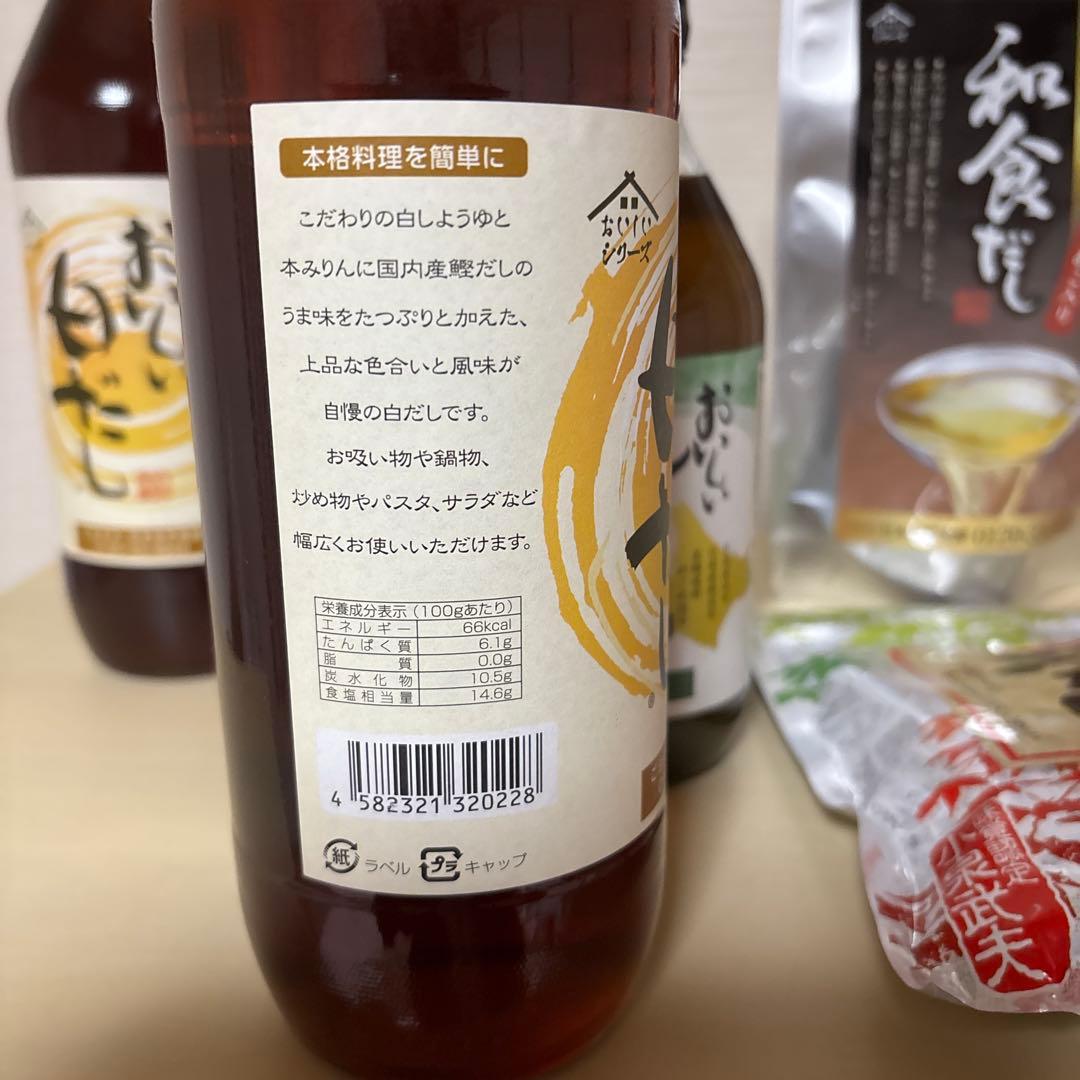 本格料理を簡単に
こだわりの白しょうゆと
本みりんに国内産鰹だしの
うま味をたっぷりと加えた、
上品な色合いと風味が
自慢の白だしです。
お吸い物や鍋物、
炒め物やパスタ、サラダなど
幅広くお使いいただけます。
栄養成分表示（100gあたり）
エネルギー 66kcal
たんぱく質 6.1g
脂質 0.0g
炭水化物 10.5g
食塩相当量 14.6g
4 582321 320228
紙 ラベル プラ キャップ
おいしい
シリーズ
おいしい
白だし
おいしい
和食だし
小泉武夫